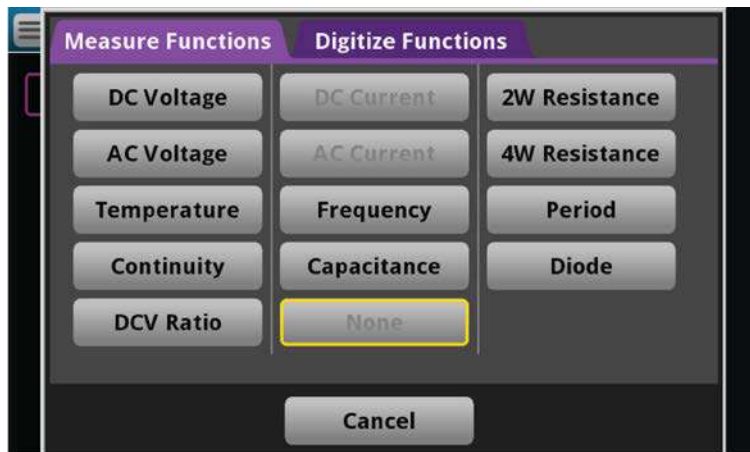 Measure Functions Digitize Functions
DC Voltage DC Current 2W Resistance
AC Voltage AC Current 4W Resistance
Temperature Frequency Period
Continuity Capacitance Diode
DCV Ratio None
Cancel